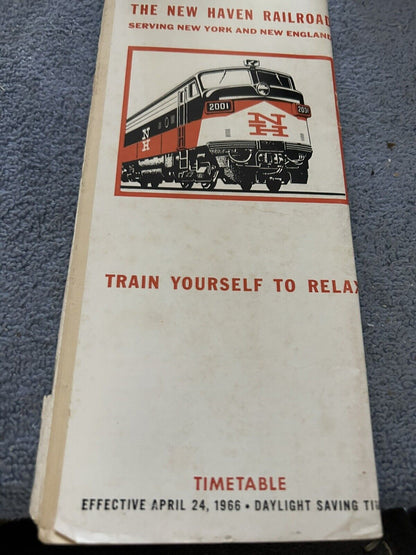 THE NEW HAVEN RAILROAD
SERVING NEW YORK AND NEW ENGLAND
2001
NH
NH
TRAIN YOURSELF TO RELAX
TIMETABLE
EFFECTIVE APRIL 24, 1966 • DAYLIGHT SAVING